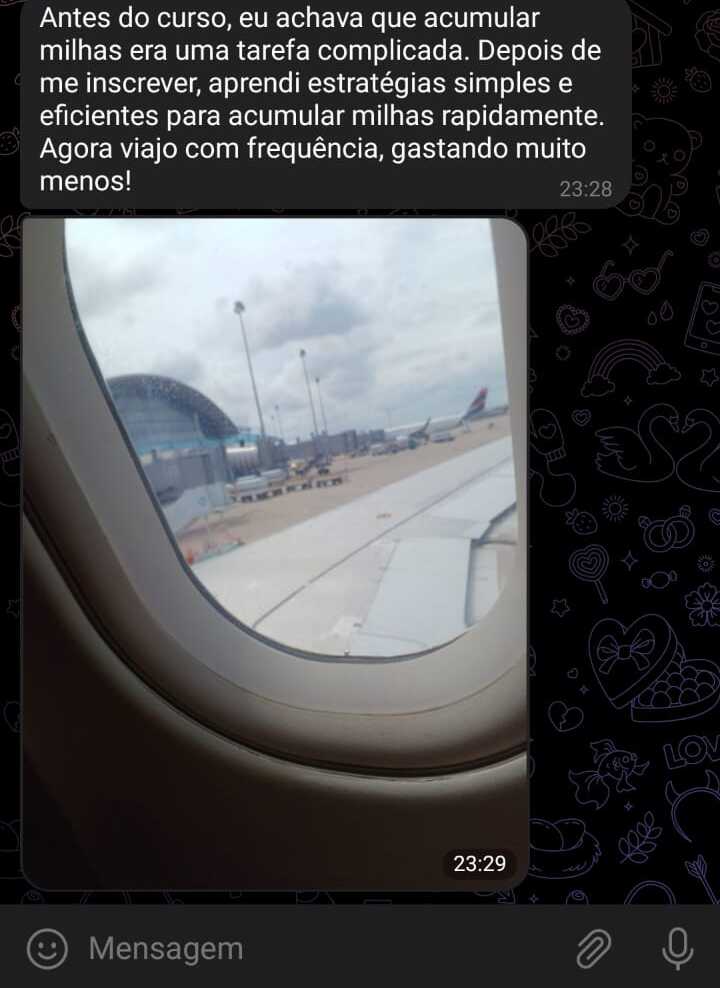 Antes do curso, eu achava que acumular
milhas era uma tarefa complicada. Depois de
me inscrever, aprendi estratégias simples e
eficientes para acumular milhas rapidamente.
Agora viajo com frequência, gastando muito
menos!
23:28
LOV
23:29
Mensagem